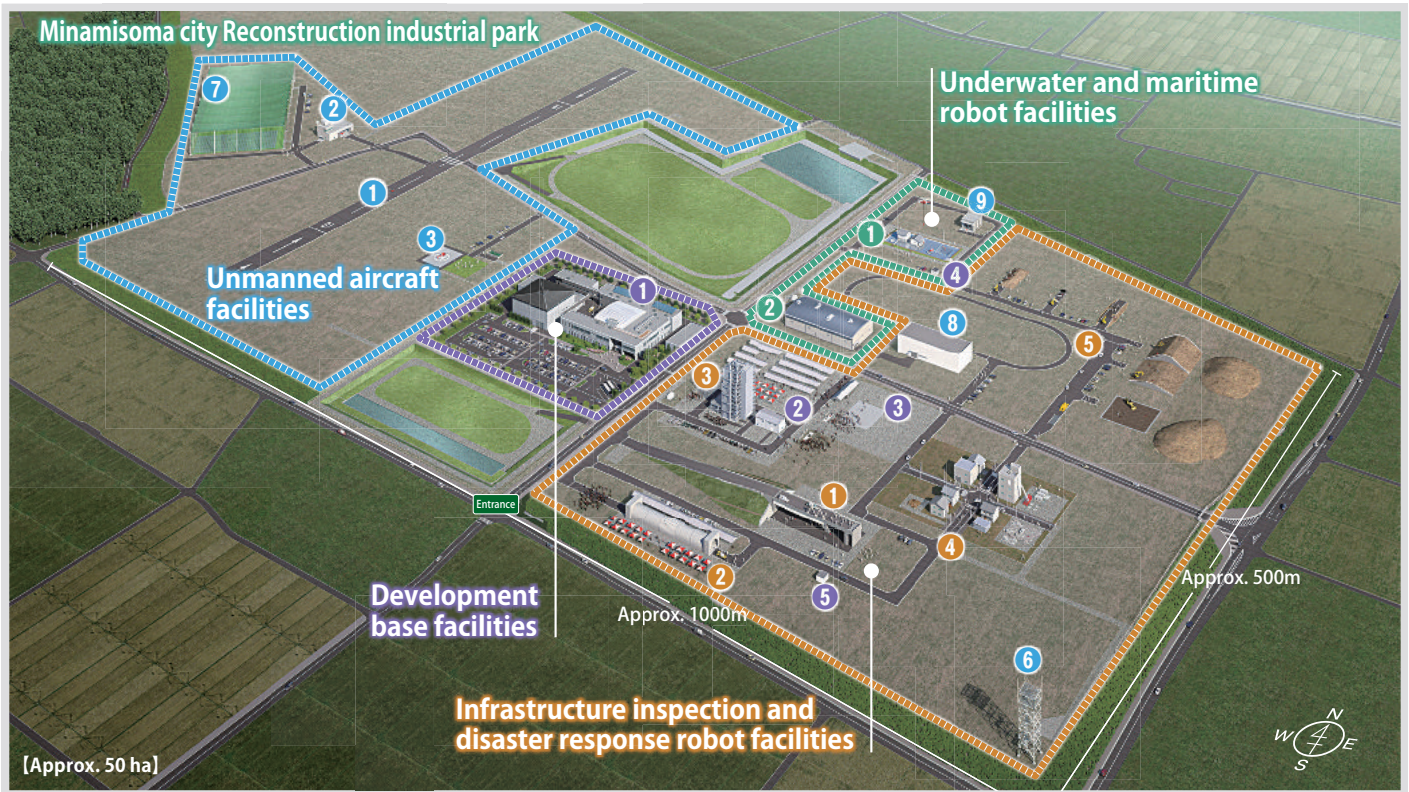 Minamisoma city Reconstruction industrial park
7
2
Underwater and maritime
robot facilities
1
9
1
3
4
Unmanned aircraft
facilities
1
2
8
5
3
2
3
Entrance
1
4
2
5
Approx. 500m
Development
base facilities
Approx. 1000m
6
Infrastructure inspection and
disaster response robot facilities
N
W
E
S
[Approx. 50 ha]